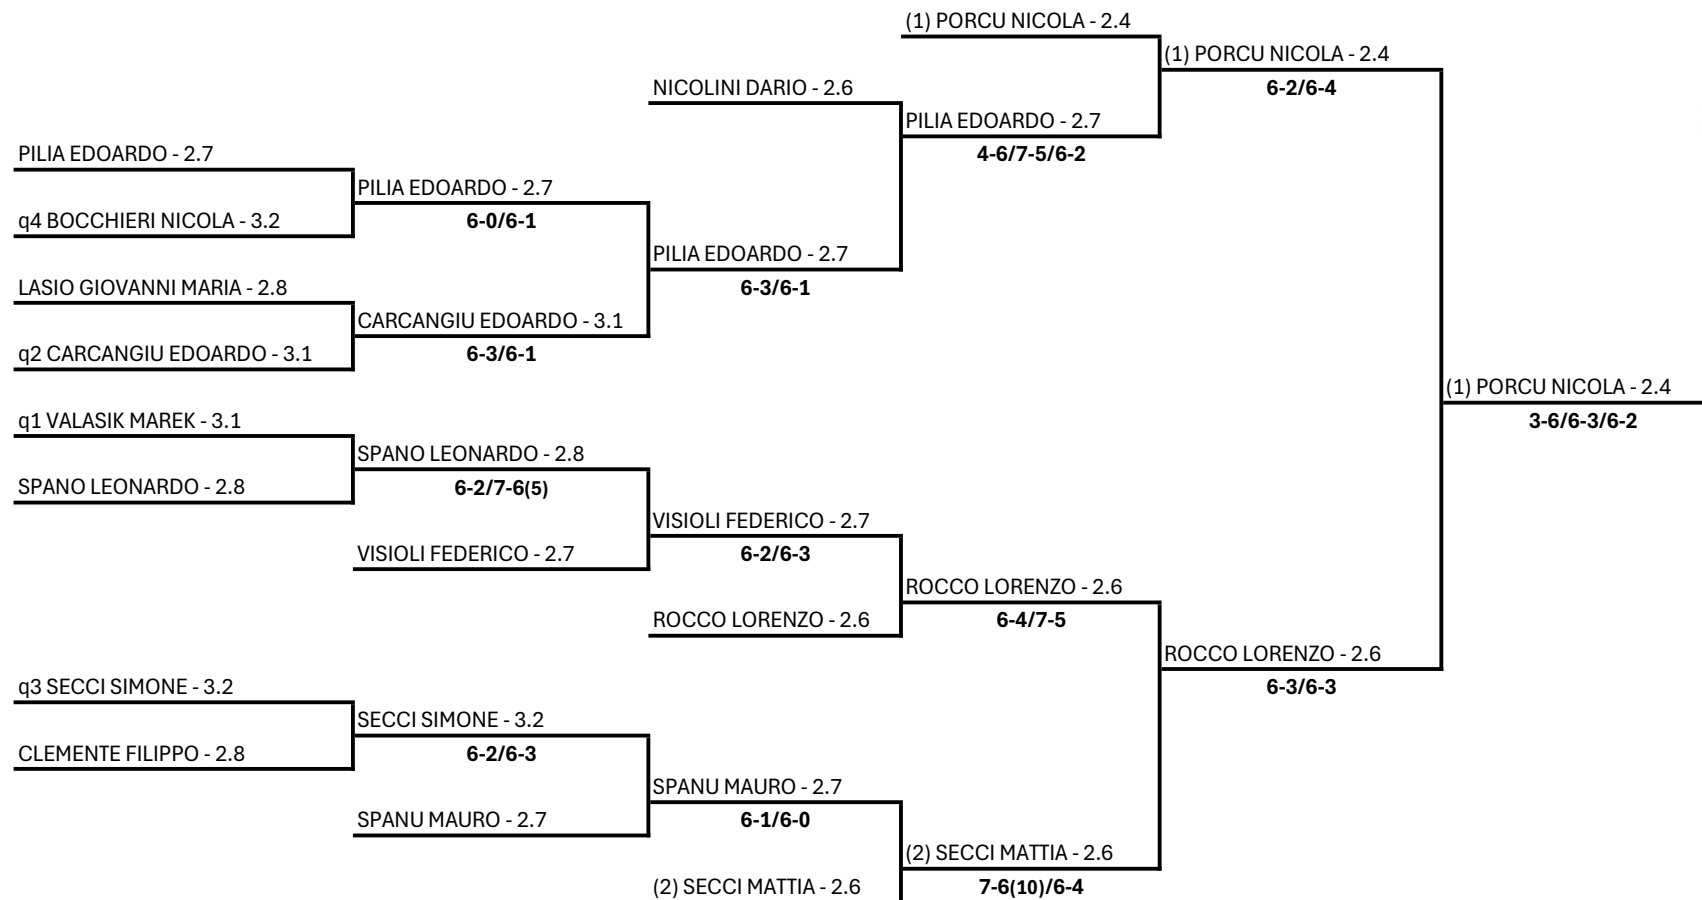 (1) PORCU NICOLA - 2.4
(1) PORCU NICOLA - 2.4
6-2/6-4
NICOLINI DARIO - 2.6
PILIA EDOARDO - 2.7
4-6/7-5/6-2
PILIA EDOARDO - 2.7
PILIA EDOARDO - 2.7
6-0/6-1
q4 BOCCHIERI NICOLA - 3.2
PILIA EDOARDO - 2.7
6-3/6-1
LASIO GIOVANNI MARIA - 2.8
CARCANGIU EDOARDO - 3.1
6-3/6-1
q2 CARCANGIU EDOARDO - 3.1
(1) PORCU NICOLA - 2.4
3-6/6-3/6-2
q1 VALASIK MAREK - 3.1
SPANO LEONARDO - 2.8
6-2/7-6(5)
SPANO LEONARDO - 2.8
VISIOLI FEDERICO - 2.7
6-2/6-3
VISIOLI FEDERICO - 2.7
ROCCO LORENZO - 2.6
6-4/7-5
ROCCO LORENZO - 2.6
ROCCO LORENZO - 2.6
6-3/6-3
q3 SECCI SIMONE - 3.2
SECCI SIMONE - 3.2
6-2/6-3
CLEMENTE FILIPPO - 2.8
SPANU MAURO - 2.7
6-1/6-0
SPANU MAURO - 2.7
(2) SECCI MATTIA - 2.6
7-6(10)/6-4
(2) SECCI MATTIA - 2.6